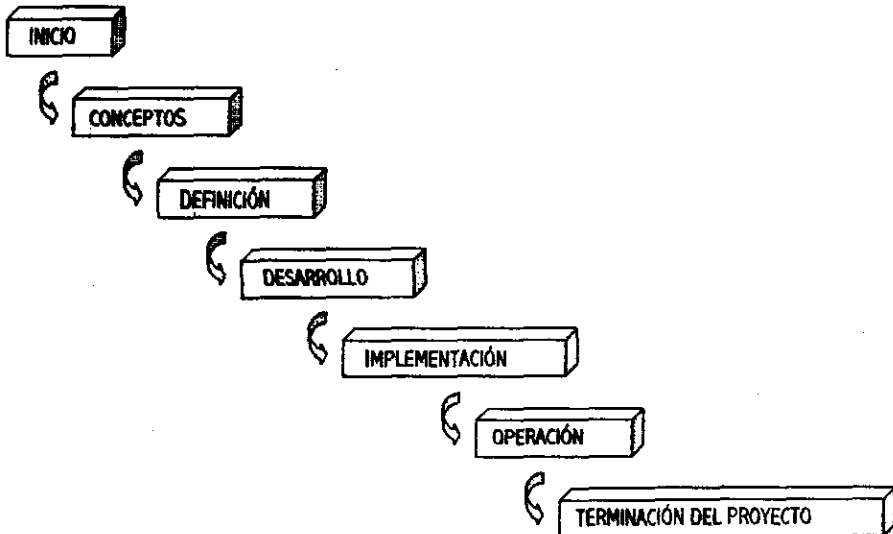 INICIO
CONCEPTOS
DEFINICIÓN
DESARROLLO
IMPLEMENTACIÓN
OPERACIÓN
TERMINACIÓN DEL PROYECTO